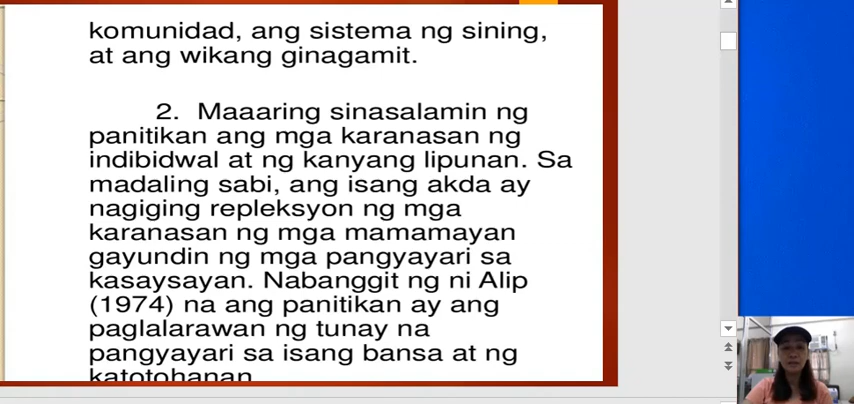 komunidad, ang sistema ng sining,
at ang wikang ginagamit.
2. Maaaring sinasalamin ng
panitikan ang mga karanasan ng
indibidwal at ng kanyang lipunan. Sa
madaling sabi, ang isang akda ay
nagiging repleksyon ng mga
karanasan ng mga mamamayan
gayundin ng mga pangyayari sa
kasaysayan. Nabanggit ng ni Alip
(1974) na ang panitikan ay ang
paglalarawan ng tunay na
pangyayari sa isang bansa at ng
katotohanan